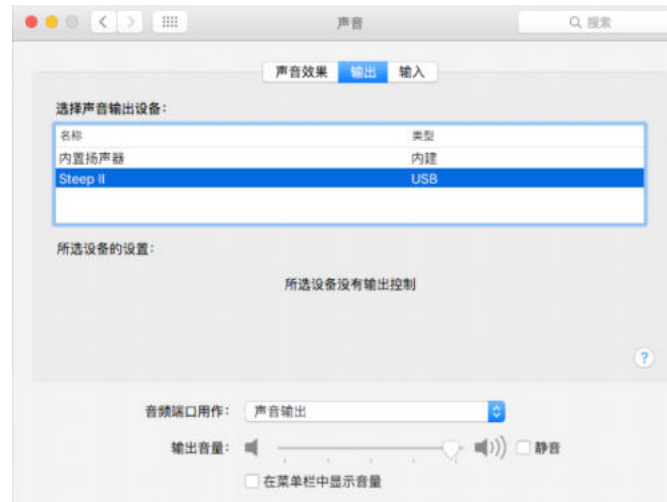 声音
搜索
声音效果 输出 输入
选择声音输出设备：
名称 类型
内置扬声器 内建
Steep II USB
所选设备的设置：
所选设备没有输出控制
?
音频端口用作： 声音输出
输出音量： 静音
在菜单栏中显示音量